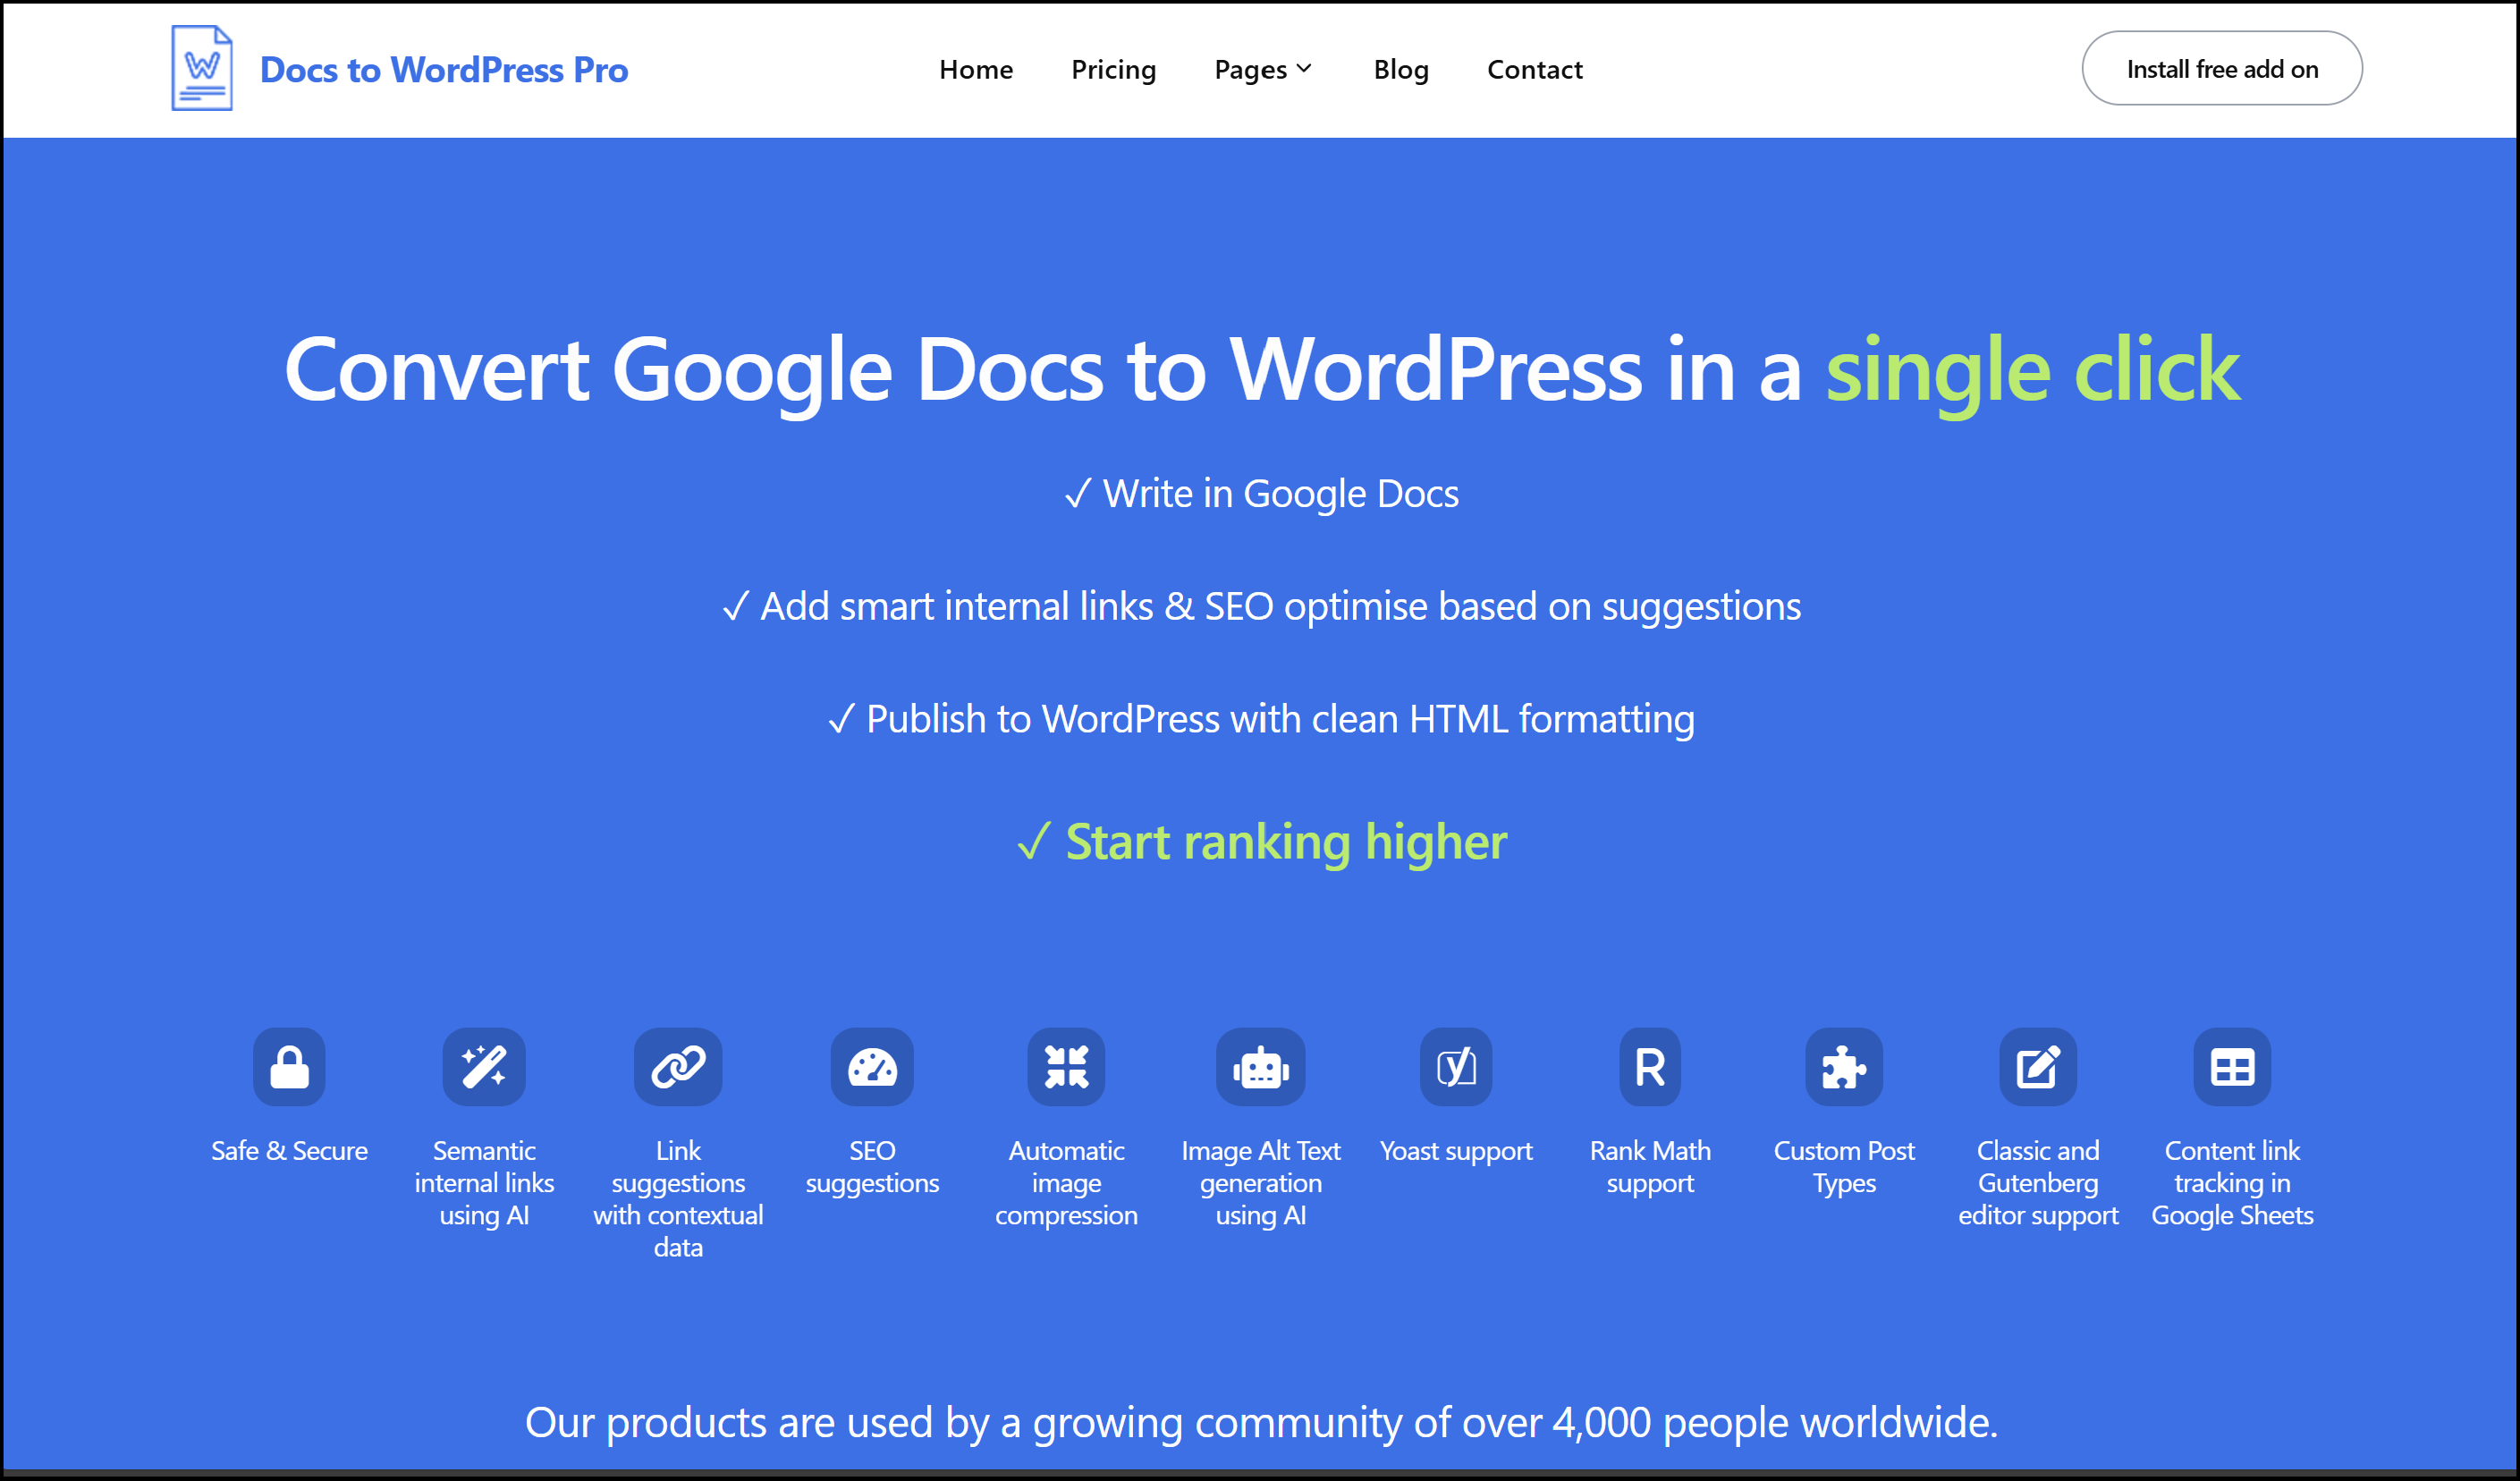 Docs to WordPress Pro
Home Pricing Pages Blog Contact
Install free add on
Convert Google Docs to WordPress in a single click
✓ Write in Google Docs
✓ Add smart internal links & SEO optimise based on suggestions
✓ Publish to WordPress with clean HTML formatting
✓ Start ranking higher
Safe & Secure
Semantic
internal links
using AI
Link
suggestions
with contextual
data
SEO
suggestions
Automatic
image
compression
Image Alt Text
generation
using AI
Yoast support
R
Rank Math
support
Custom Post
Types
Classic and
Gutenberg
editor support
Content link
tracking in
Google Sheets
Our products are used by a growing community of over 4,000 people worldwide.